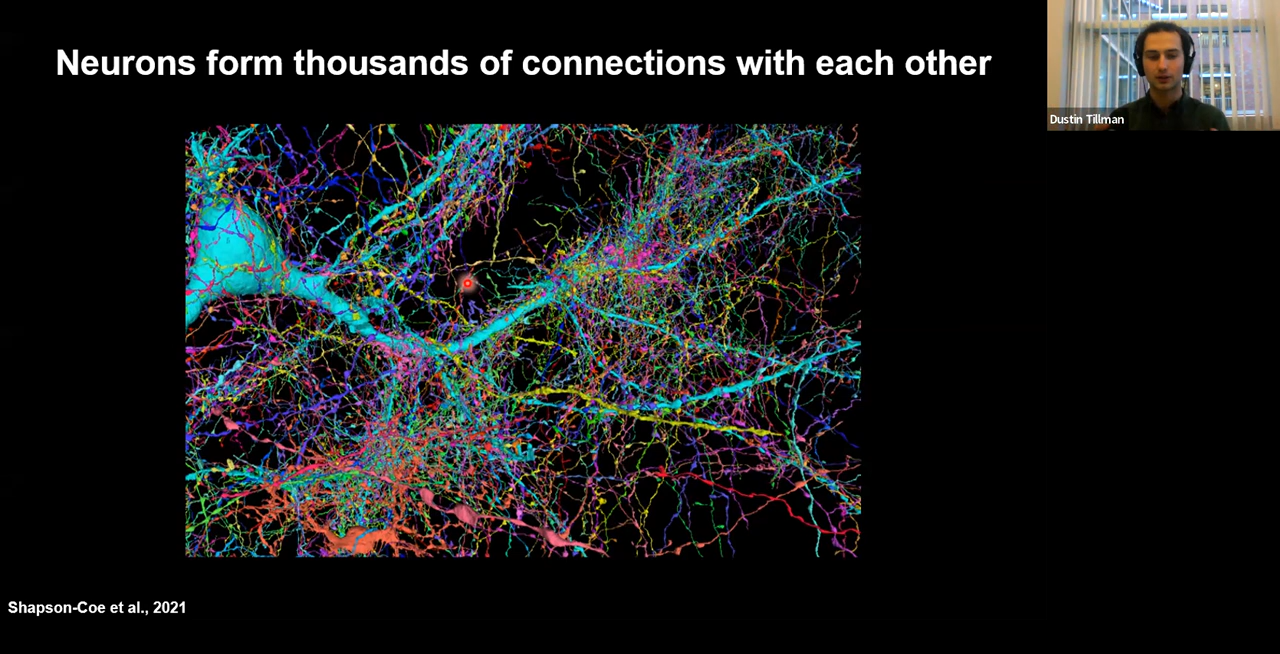 Neurons form thousands of connections with each other
Dustin Tillman
Shapson-Coe et al., 2021